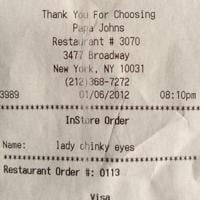 Thank You For Choosing
Papa Johns
Restaurant # 3070
3477 Broadway
New York, NY 10031
(212)368-7272
3989 01/06/2012 08:10pm
****************************************
InStore Order
Name: lady chinky eyes
****************************************
Restaurant Order #: 0113
Visa